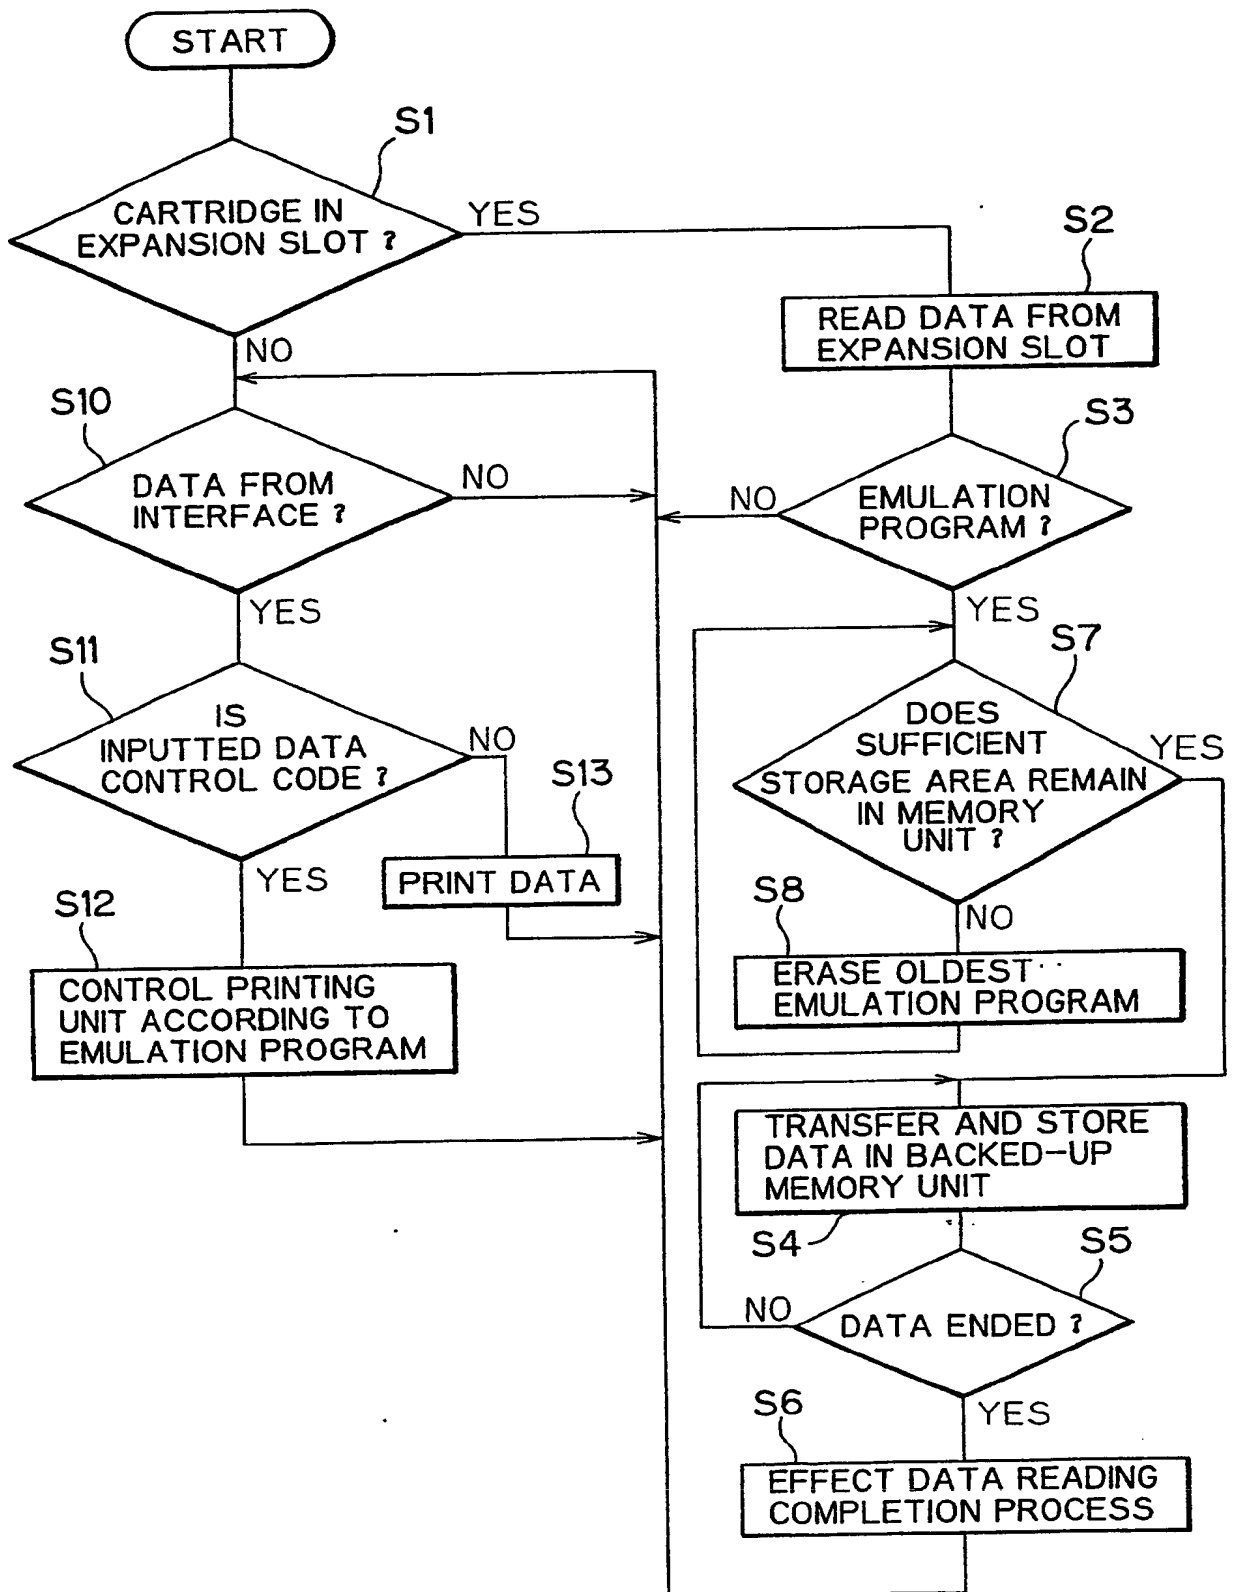 START
S1
CARTRIDGE IN
EXPANSION SLOT ?
YES
NO
S2
READ DATA FROM
EXPANSION SLOT
S10
DATA FROM
INTERFACE ?
NO
YES
S3
EMULATION
PROGRAM ?
NO
YES
S11
IS
INPUTTED DATA
CONTROL CODE ?
NO
YES
S13
PRINT DATA
S12
CONTROL PRINTING
UNIT ACCORDING TO
EMULATION PROGRAM
S7
DOES
SUFFICIENT
STORAGE AREA REMAIN
IN MEMORY
UNIT ?
YES
NO
S8
ERASE OLDEST
EMULATION PROGRAM
TRANSFER AND STORE
DATA IN BACKED-UP
MEMORY UNIT
S4
S5
DATA ENDED ?
NO
YES
S6
EFFECT DATA READING
COMPLETION PROCESS